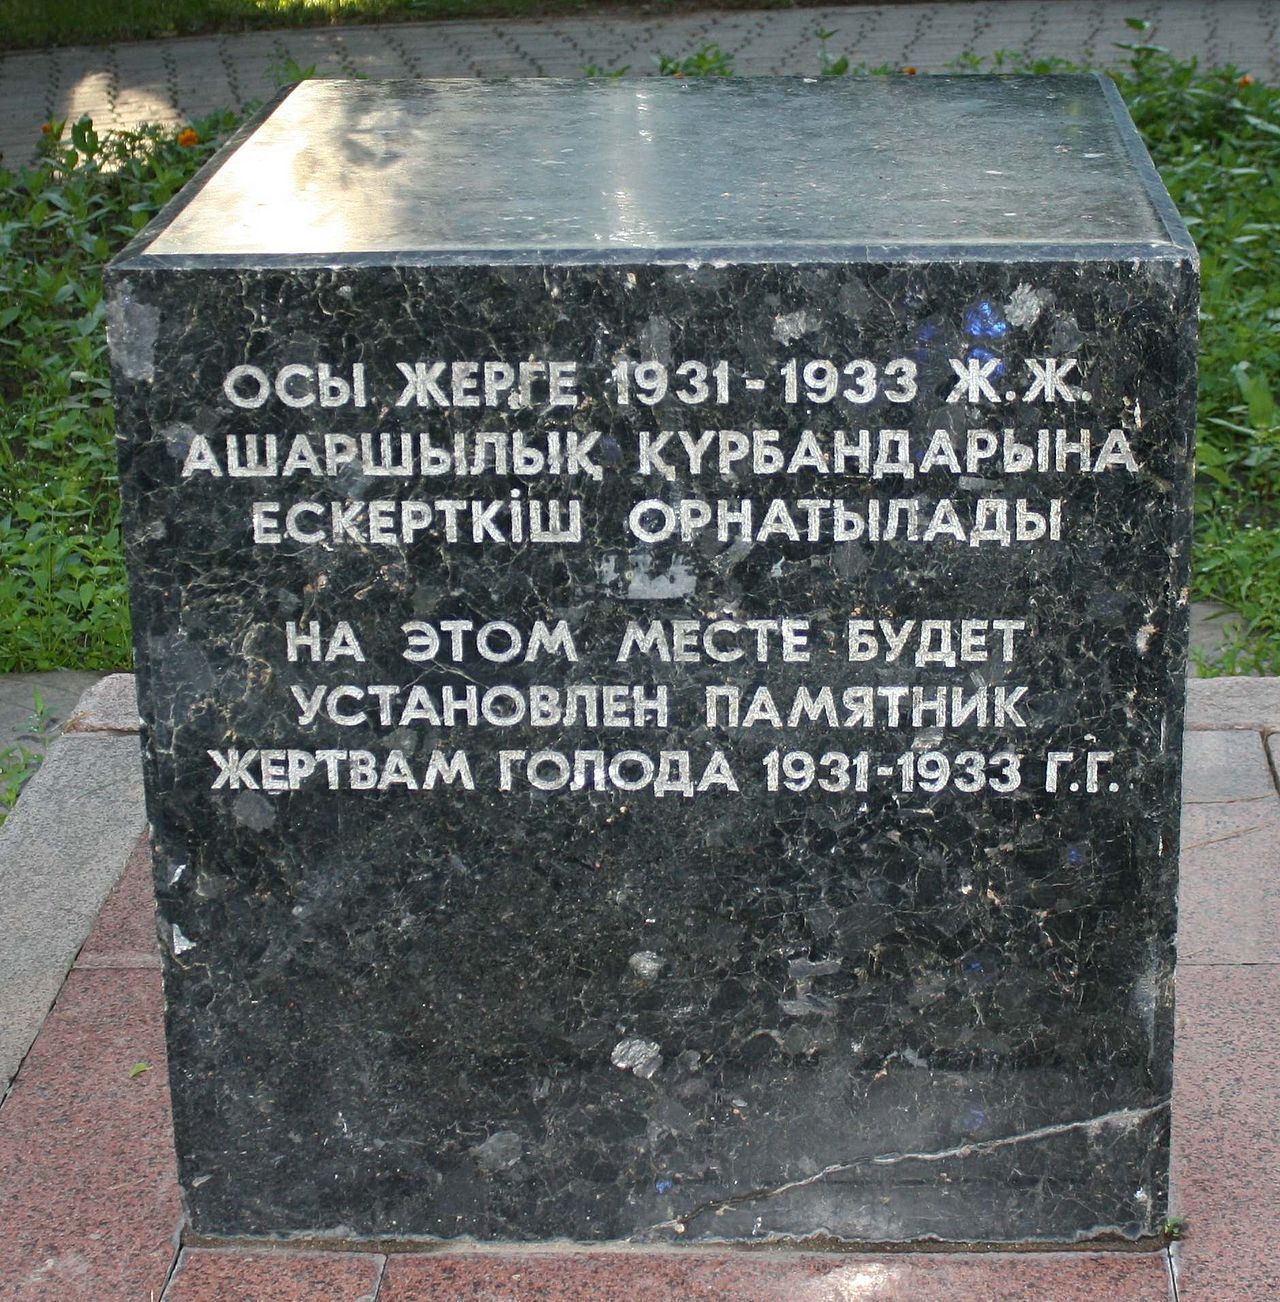 ОСЫ ЖЕРГЕ 1931-1933 Ж.Ж.
АШАРШЫЛЫҚ ҚҰРБАНДАРЫНА
ЕСКЕРТКІШ ОРНАТЫЛАДЫ
НА ЭТОМ МЕСТЕ БУДЕТ
УСТАНОВЛЕН ПАМЯТНИК
ЖЕРТВАМ ГОЛОДА 1931-1933 Г.Г.